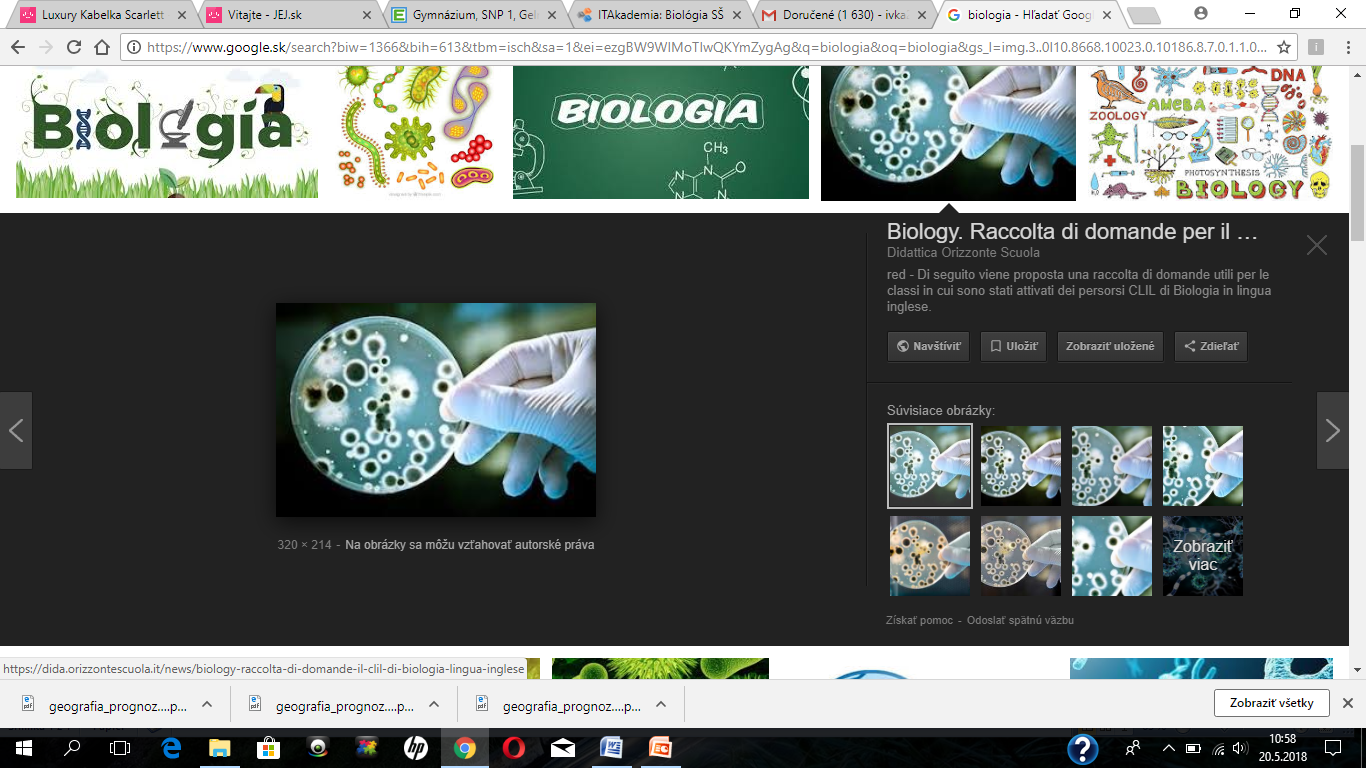 Luxury Kabelka Scarlett
Vitajte - JEJ.sk
Gymnázium, SNP 1, Gel
ITAkademia: Biológia SŠ
Doručené (1 630) - ivka.
biologia - Hľadať Goog
https://www.google.sk/search?biw=1366&bih=613&tbm=isch&sa=1&ei=ezgBW9WIMoTIwQKYmZygAg&q=biologia&oq=biologia&gs_l=img.3..0l10.8668.10023.0.10186.8.7.0.1.1.0...
Biología
BIOLOGIA
CH3
N
N
N
N
O
ZOOLOGY
AMEBA
DNA
PHOTOSYNTHESIS
BIOLOGY
Biology. Raccolta di domande per il …
Didattica Orizzonte Scuola
red - Di seguito viene proposta una raccolta di domande utili per le
classi in cui sono stati attivati dei persorsi CLIL di Biologia in lingua
inglese.
Navštíviť
Uložiť
Zobraziť uložené
Zdieľať
Súvisiace obrázky:
Zobraziť
viac
320 × 214 - Na obrázky sa môžu vzťahovať autorské práva
Získať pomoc - Odoslať spätnú väzbu
https://dida.orizzontescuola.it/news/biology-raccolta-di-domande-il-clil-di-biologia-lingua-inglese
geografia_prognoz....p...
geografia_prognoz....p...
geografia_prognoz....p...
Zobraziť všetky
10:58
20.5.2018